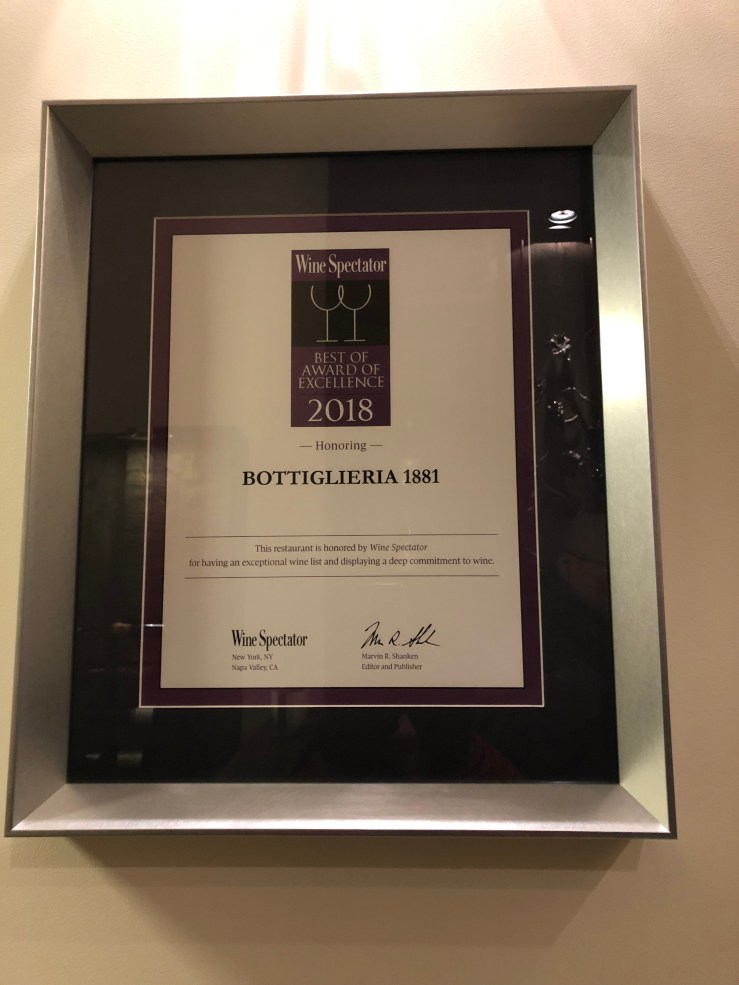 Wine Spectator
BEST OF
AWARD OF
EXCELLENCE
2018
— Honoring —
BOTTIGLIERIA 1881
This restaurant is honored by Wine Spectator
for having an exceptional wine list and displaying a deep commitment to wine.
Wine Spectator
New York, NY
Napa Valley, CA
Marvin R. Shanken
Editor and Publisher